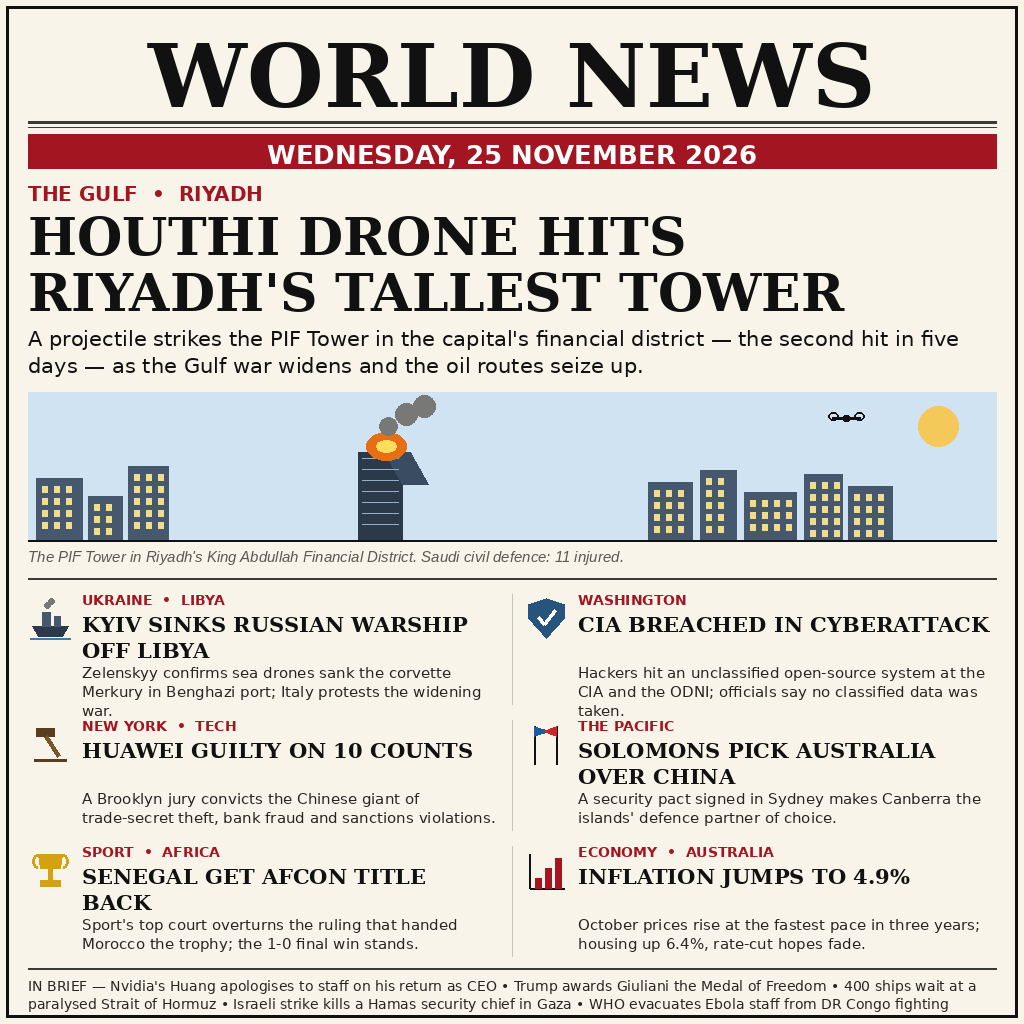 WORLD NEWS
WEDNESDAY, 25 NOVEMBER 2026
THE GULF • RIYADH
HOUTHI DRONE HITS
RIYADH'S TALLEST TOWER
A projectile strikes the PIF Tower in the capital's financial district — the second hit in five
days — as the Gulf war widens and the oil routes seize up.
The PIF Tower in Riyadh's King Abdullah Financial District. Saudi civil defence: 11 injured.
UKRAINE • LIBYA
KYIV SINKS RUSSIAN WARSHIP
OFF LIBYA
Zelenskyy confirms sea drones sank the corvette
Merkury in Benghazi port; Italy protests the widening
war.
WASHINGTON
CIA BREACHED IN CYBERATTACK
Hackers hit an unclassified open-source system at the
CIA and the ODNI; officials say no classified data was
taken.
NEW YORK • TECH
HUAWEI GUILTY ON 10 COUNTS
A Brooklyn jury convicts the Chinese giant of
trade-secret theft, bank fraud and sanctions violations.
THE PACIFIC
SOLOMONS PICK AUSTRALIA
OVER CHINA
A security pact signed in Sydney makes Canberra the
islands' defence partner of choice.
SPORT • AFRICA
SENEGAL GET AFCON TITLE
BACK
Sport's top court overturns the ruling that handed
Morocco the trophy; the 1-0 final win stands.
ECONOMY • AUSTRALIA
INFLATION JUMPS TO 4.9%
October prices rise at the fastest pace in three years;
housing up 6.4%, rate-cut hopes fade.
IN BRIEF — Nvidia's Huang apologises to staff on his return as CEO • Trump awards Giuliani the Medal of Freedom • 400 ships wait at a
paralysed Strait of Hormuz • Israeli strike kills a Hamas security chief in Gaza • WHO evacuates Ebola staff from DR Congo fighting